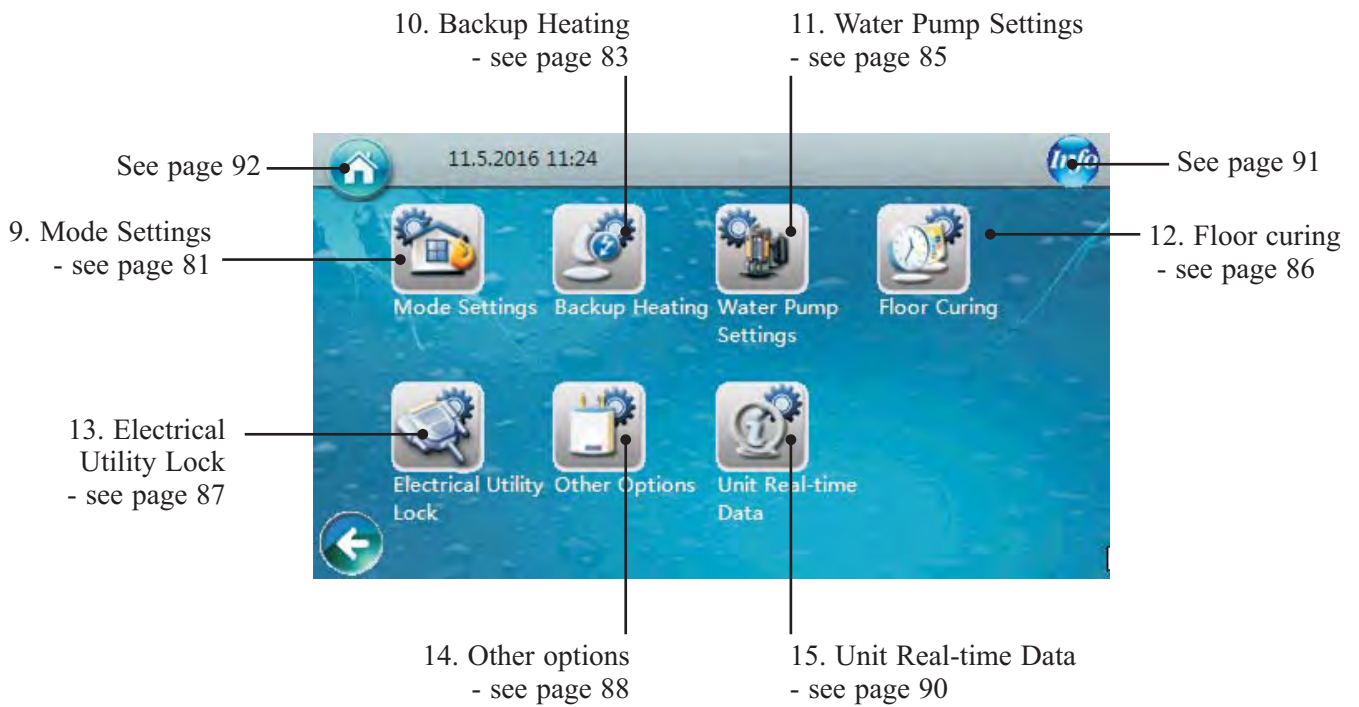 10. Backup Heating
- see page 83
11. Water Pump Settings
- see page 85
See page 92
11.5.2016 11:24
Info
See page 91
9. Mode Settings
- see page 81
12. Floor curing
- see page 86
Mode Settings
Backup Heating
Water Pump
Settings
Floor Curing
13. Electrical
Utility Lock
- see page 87
Electrical Utility
Lock
Other Options
Unit Real-time
Data
14. Other options
- see page 88
15. Unit Real-time Data
- see page 90